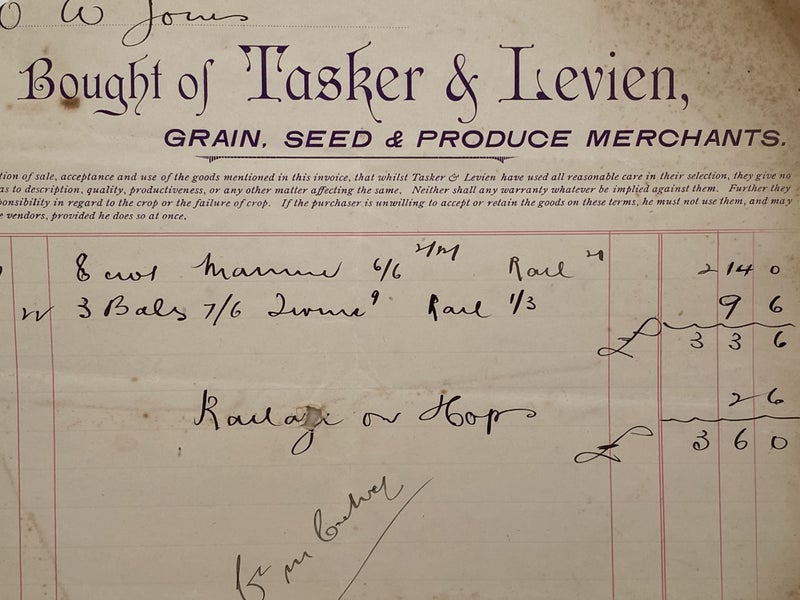 W Jones
Bought of Tasker & Levien,
GRAIN, SEED & PRODUCE MERCHANTS.
tion of sale, acceptance and use of the goods mentioned in this invoice, that whilst Tasker & Levien have used all reasonable care in their selection, they give no
as to description, quality, productiveness, or any other matter affecting the same. Neither shall any warranty whatever be implied against them. Further they
onsibility in regard to the crop or the failure of crop. If the purchaser is unwilling to accept or retain the goods on these terms, he must not use them, and may
e vendors, provided he does so at once.
8 cwt Manure 6/6 Rail 2 14 0
3 Bals 7/6 Twine 9 Rail 1/3 9 6
£ 3 3 6
Railage on Hops 2 6
£ 3 6 0